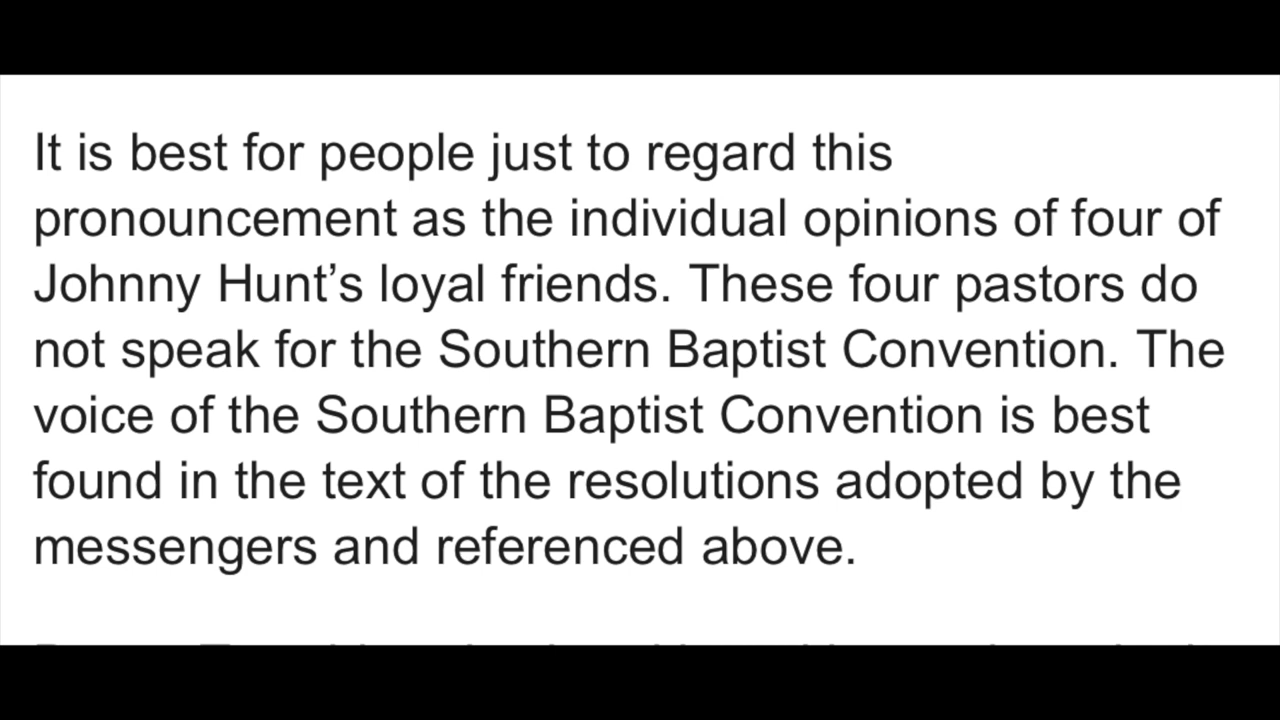 It is best for people just to regard this
pronouncement as the individual opinions of four of
Johnny Hunt’s loyal friends. These four pastors do
not speak for the Southern Baptist Convention. The
voice of the Southern Baptist Convention is best
found in the text of the resolutions adopted by the
messengers and referenced above.